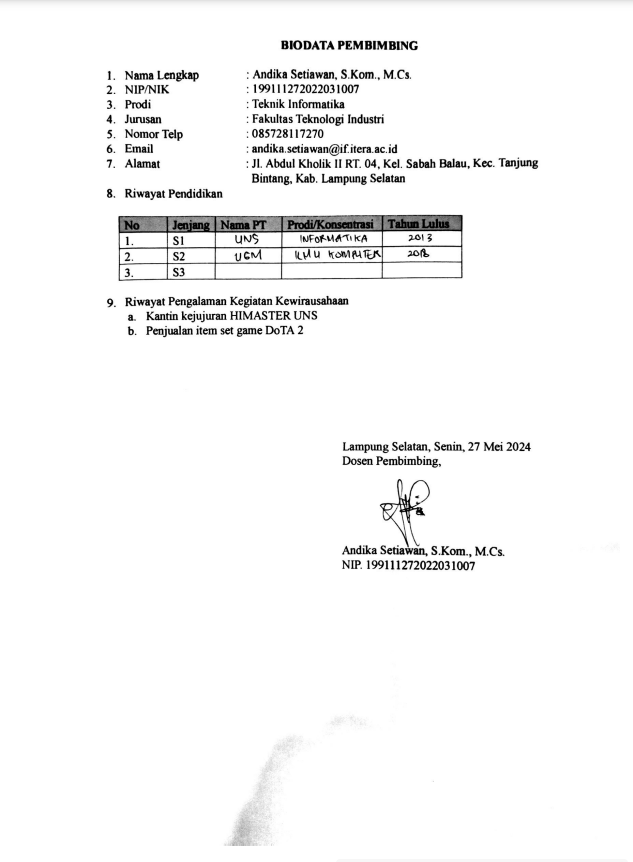 BIODATA PEMBIMBING
1. Nama Lengkap : Andika Setiawan, S.Kom., M.Cs.
2. NIP/NIK : 199111272022031007
3. Prodi : Teknik Informatika
4. Jurusan : Fakultas Teknologi Industri
5. Nomor Telp : 085728117270
6. Email : andika.setiawan@if.itera.ac.id
7. Alamat : Jl. Abdul Kholik II RT. 04, Kel. Sabah Balau, Kec. Tanjung
Bintang, Kab. Lampung Selatan
8. Riwayat Pendidikan
No Jenjang Nama PT Prodi/Konsentrasi Tahun Lulus
1. S1 UNS INFORMATIKA 2013
2. S2 UGM ILMU KOMPUTER
3. S3
9. Riwayat Pengalaman Kegiatan Kewirausahaan
a. Kantin kejujuran HIMASTER UNS
b. Penjualan item set game DoTA 2
Lampung Selatan, Senin, 27 Mei 2024
Dosen Pembimbing,
Andika Setiawan, S.Kom., M.Cs.
NIP. 199111272022031007